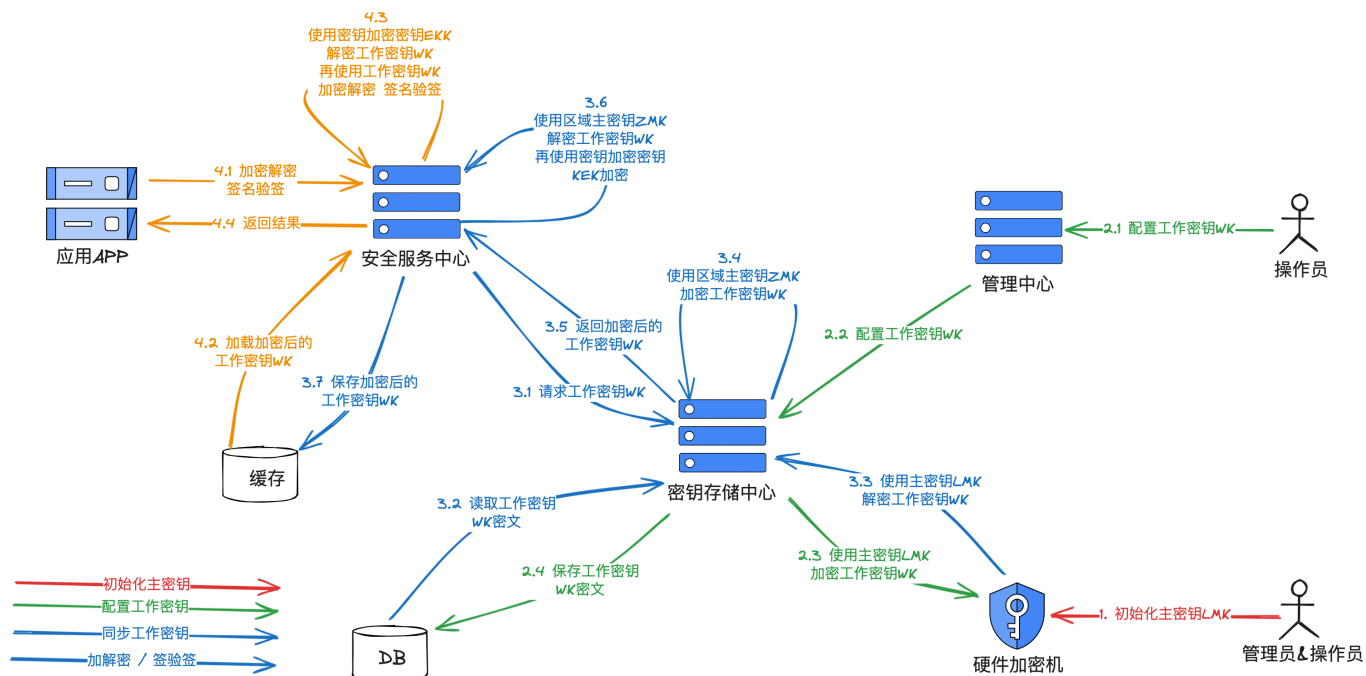 4.3
使用密钥加密密钥EKK
解密工作密钥WK
再使用工作密钥WK
加密解密 签名验签
3.6
使用区域主密钥ZMK
解密工作密钥WK
再使用密钥加密密钥
KEK加密
4.1 加密解密
签名验签
4.4 返回结果
应用APP
安全服务中心
2.1 配置工作密钥WK
操作员
管理中心
3.4
使用区域主密钥ZMK
加密工作密钥WK
3.5 返回加密后的
工作密钥WK
2.2 配置工作密钥WK
4.2 加载加密后的
工作密钥WK
3.7 保存加密后的
工作密钥WK
3.1 请求工作密钥WK
缓存
密钥存储中心
3.2 读取工作密钥
WK密文
3.3 使用主密钥LMK
解密工作密钥WK
2.3 使用主密钥LMK
加密工作密钥WK
2.4 保存工作密钥
WK密文
初始化主密钥
配置工作密钥
同步工作密钥
加解密 / 签验签
DB
1. 初始化主密钥LMK
硬件加密机
管理员&操作员